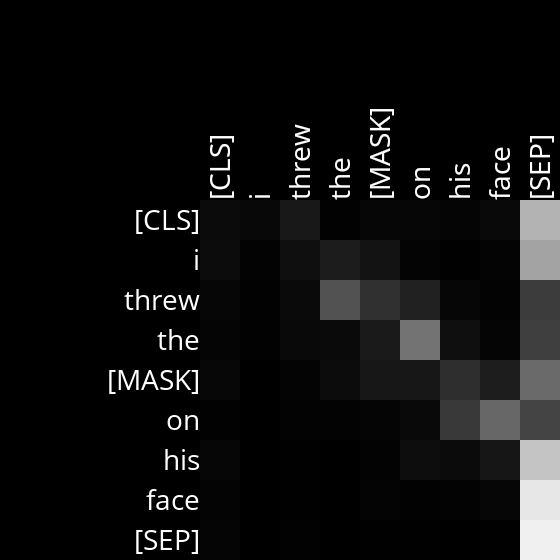 [CLS] i threw the [MASK] on his face [SEP]
[CLS]
i
threw
the
[MASK]
on
his
face
[SEP]